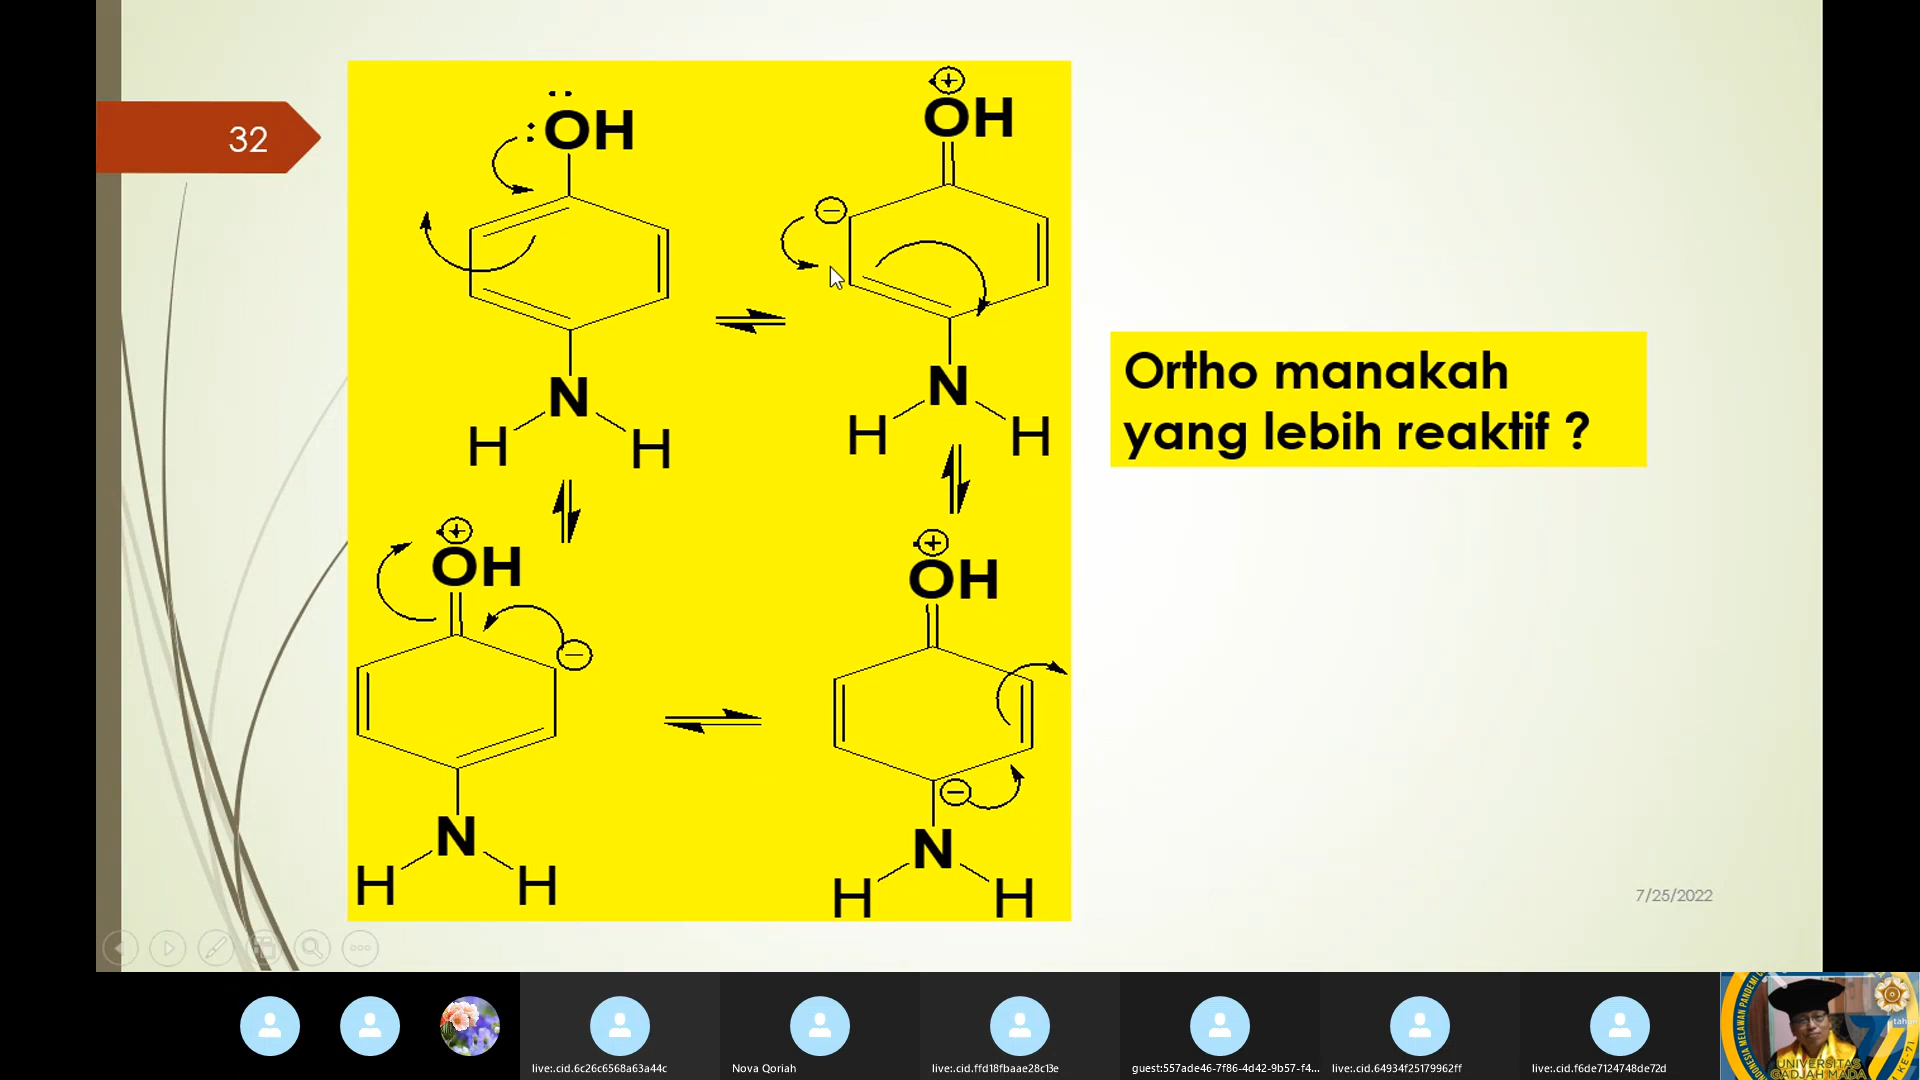 32
OH
N
H H
OH
N
H H
OH
N
H H
OH
N
H H
Ortho manakah
yang lebih reaktif ?
7/25/2022
live:.cid.6c26c6568a63a44c
Nova Qoriah
live:.cid.ffd18fbaae28c13e
guest:557ade46-7f86-4d42-9b57-f4...
live:.cid.64934f25179962ff
live:.cid.f6de7124748de72d
UNIVERSITAS
GADJAH MADA